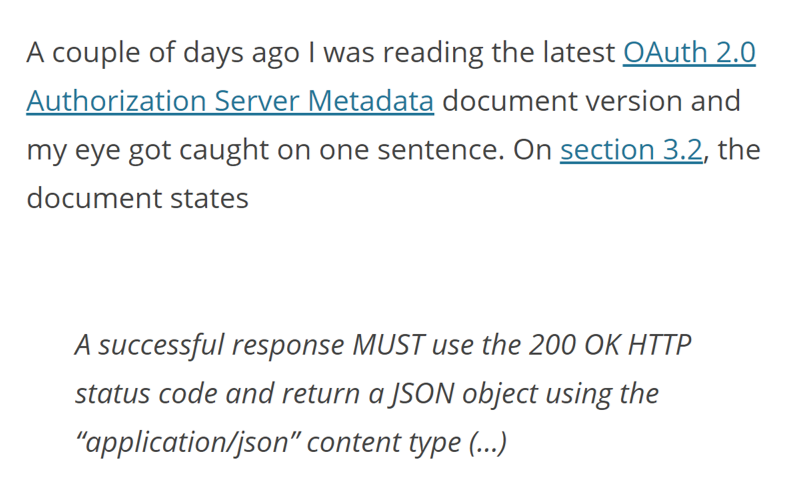 A couple of days ago I was reading the latest OAuth 2.0
Authorization Server Metadata document version and
my eye got caught on one sentence. On section 3.2, the
document states
A successful response MUST use the 200 OK HTTP
status code and return a JSON object using the
“application/json” content type (…)